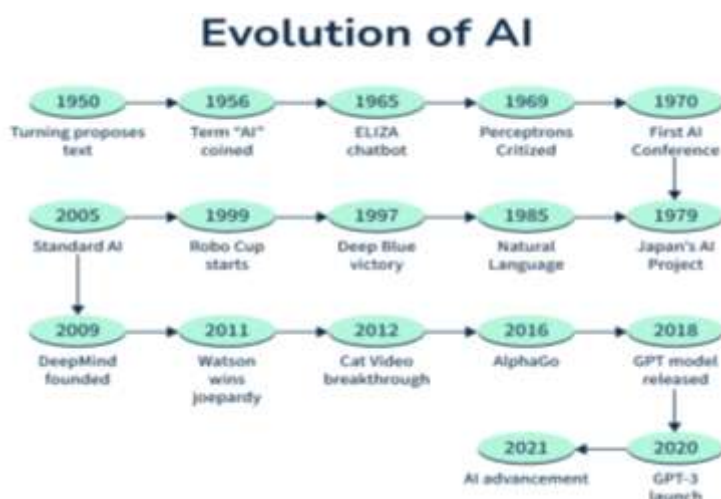 Evolution of AI
1950
Turning proposes
text
1956
Term "AI"
coined
1965
ELIZA
chatbot
1969
Perceptrons
Critized
1970
First AI
Conference
2005
Standard AI
1999
Robo Cup
starts
1997
Deep Blue
victory
1985
Natural
Language
1979
Japan's AI
Project
2009
DeepMind
founded
2011
Watson
wins
joepardy
2012
Cat Video
breakthrough
2016
AlphaGo
2018
GPT model
released
2021
AI advancement
2020
GPT-3
launch